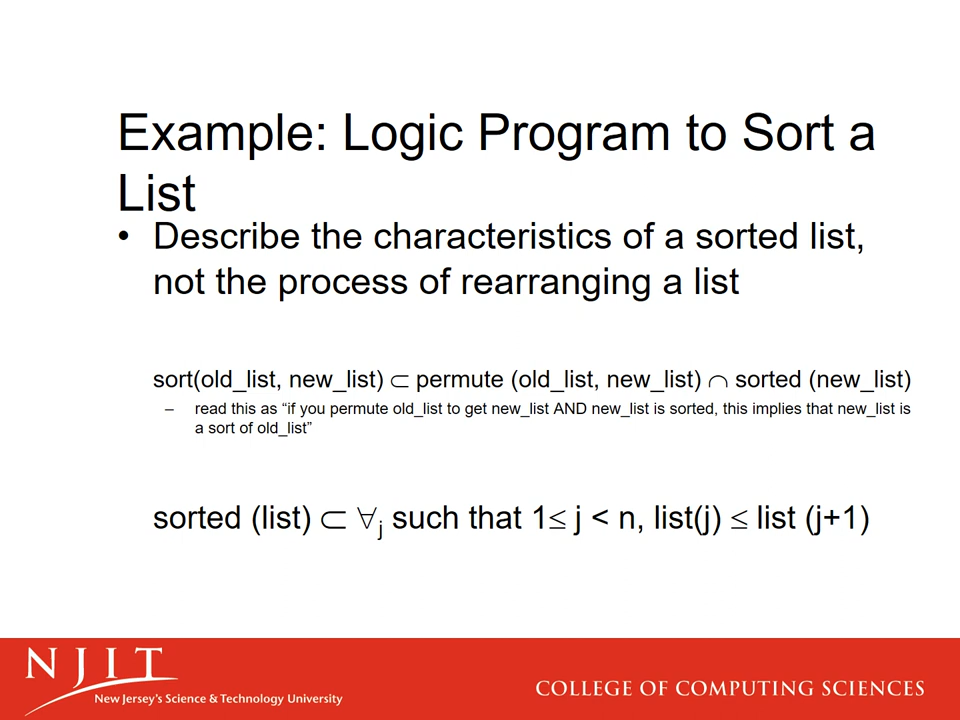 Example: Logic Program to Sort a
List
• Describe the characteristics of a sorted list,
not the process of rearranging a list
sort(old_list, new_list) ⊂ permute (old_list, new_list) ∩ sorted (new_list)
– read this as “if you permute old_list to get new_list AND new_list is sorted, this implies that new_list is
a sort of old_list”
sorted (list) ⊂ ∀j such that 1≤ j < n, list(j) ≤ list (j+1)
NJIT
New Jersey's Science & Technology University
COLLEGE OF COMPUTING SCIENCES